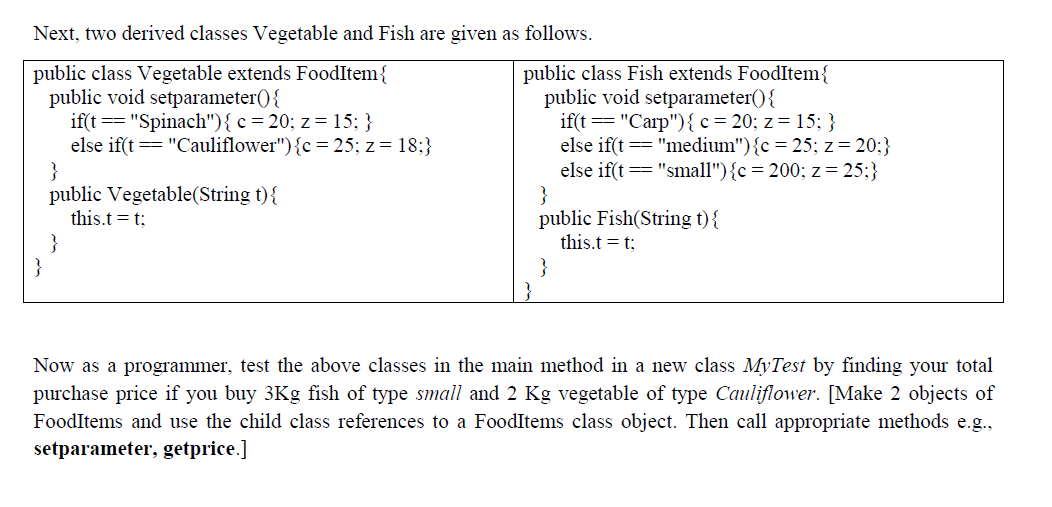 Next, two derived classes Vegetable and Fish are given as follows.
public class Vegetable extends FoodItem{
public void setparameter(){
if(t == "Spinach"){ c = 20; z = 15; }
else if(t == "Cauliflower"){c = 25; z = 18;}
}
public Vegetable(String t){
this.t = t;
}
}
public class Fish extends FoodItem{
public void setparameter(){
if(t == "Carp"){ c = 20; z = 15; }
else if(t == "medium"){c = 25; z = 20;}
else if(t == "small"){c = 200; z = 25;}
}
public Fish(String t){
this.t = t;
}
}
Now as a programmer, test the above classes in the main method in a new class MyTest by finding your total
purchase price if you buy 3Kg fish of type small and 2 Kg vegetable of type Cauliflower. [Make 2 objects of
FoodItems and use the child class references to a FoodItems class object. Then call appropriate methods e.g.,
setparameter, getprice.]